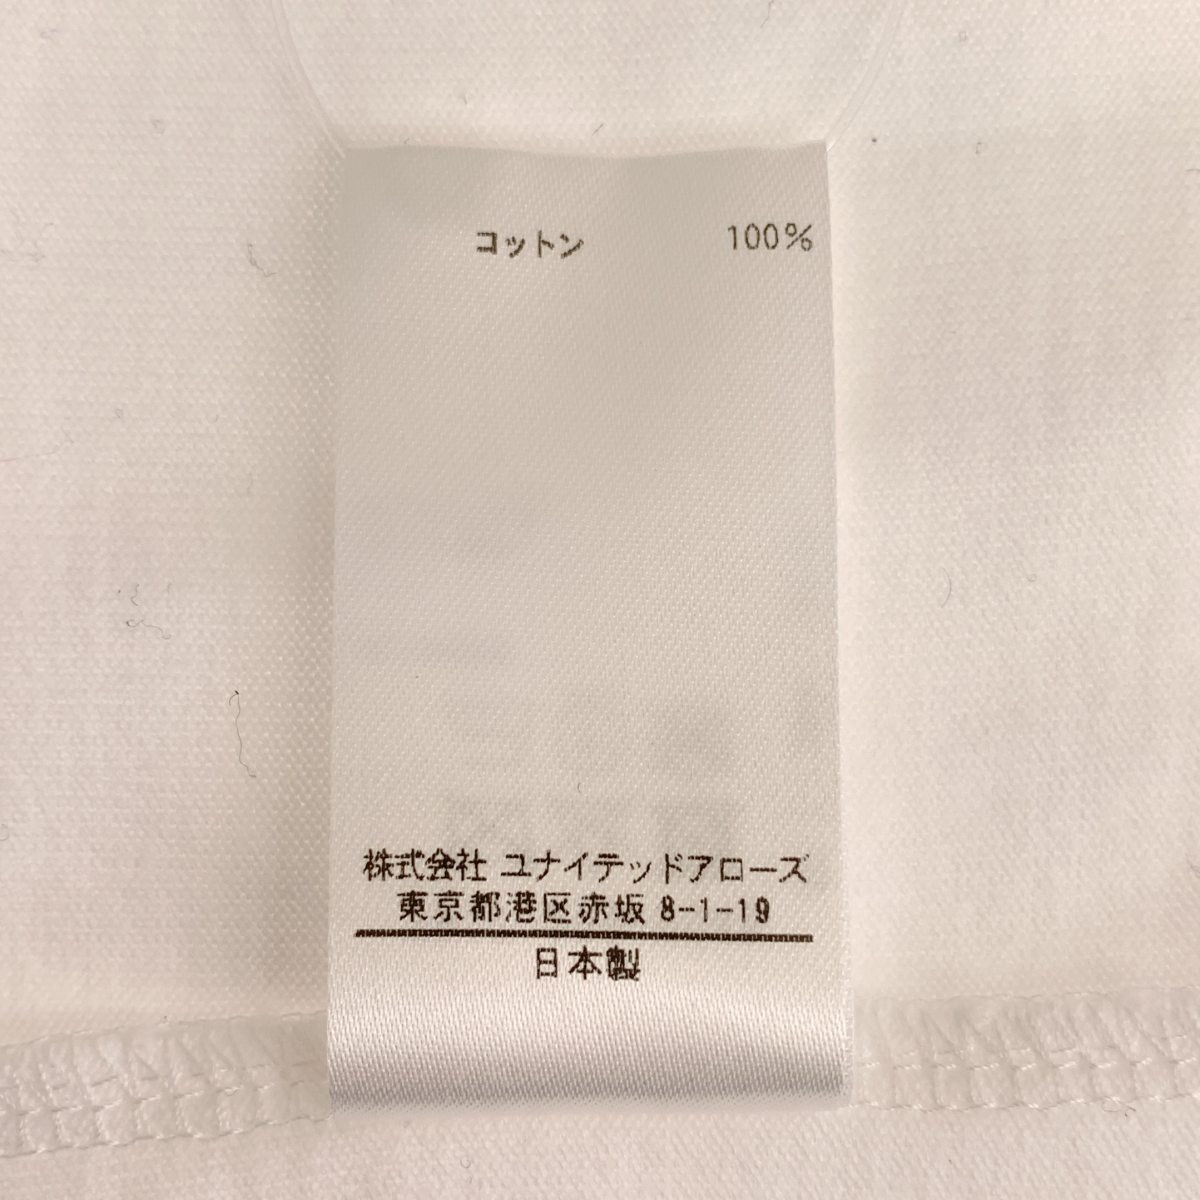 コットン 100%
株式会社 ユナイテッドアローズ
東京都港区赤坂 8-1-19
日本製